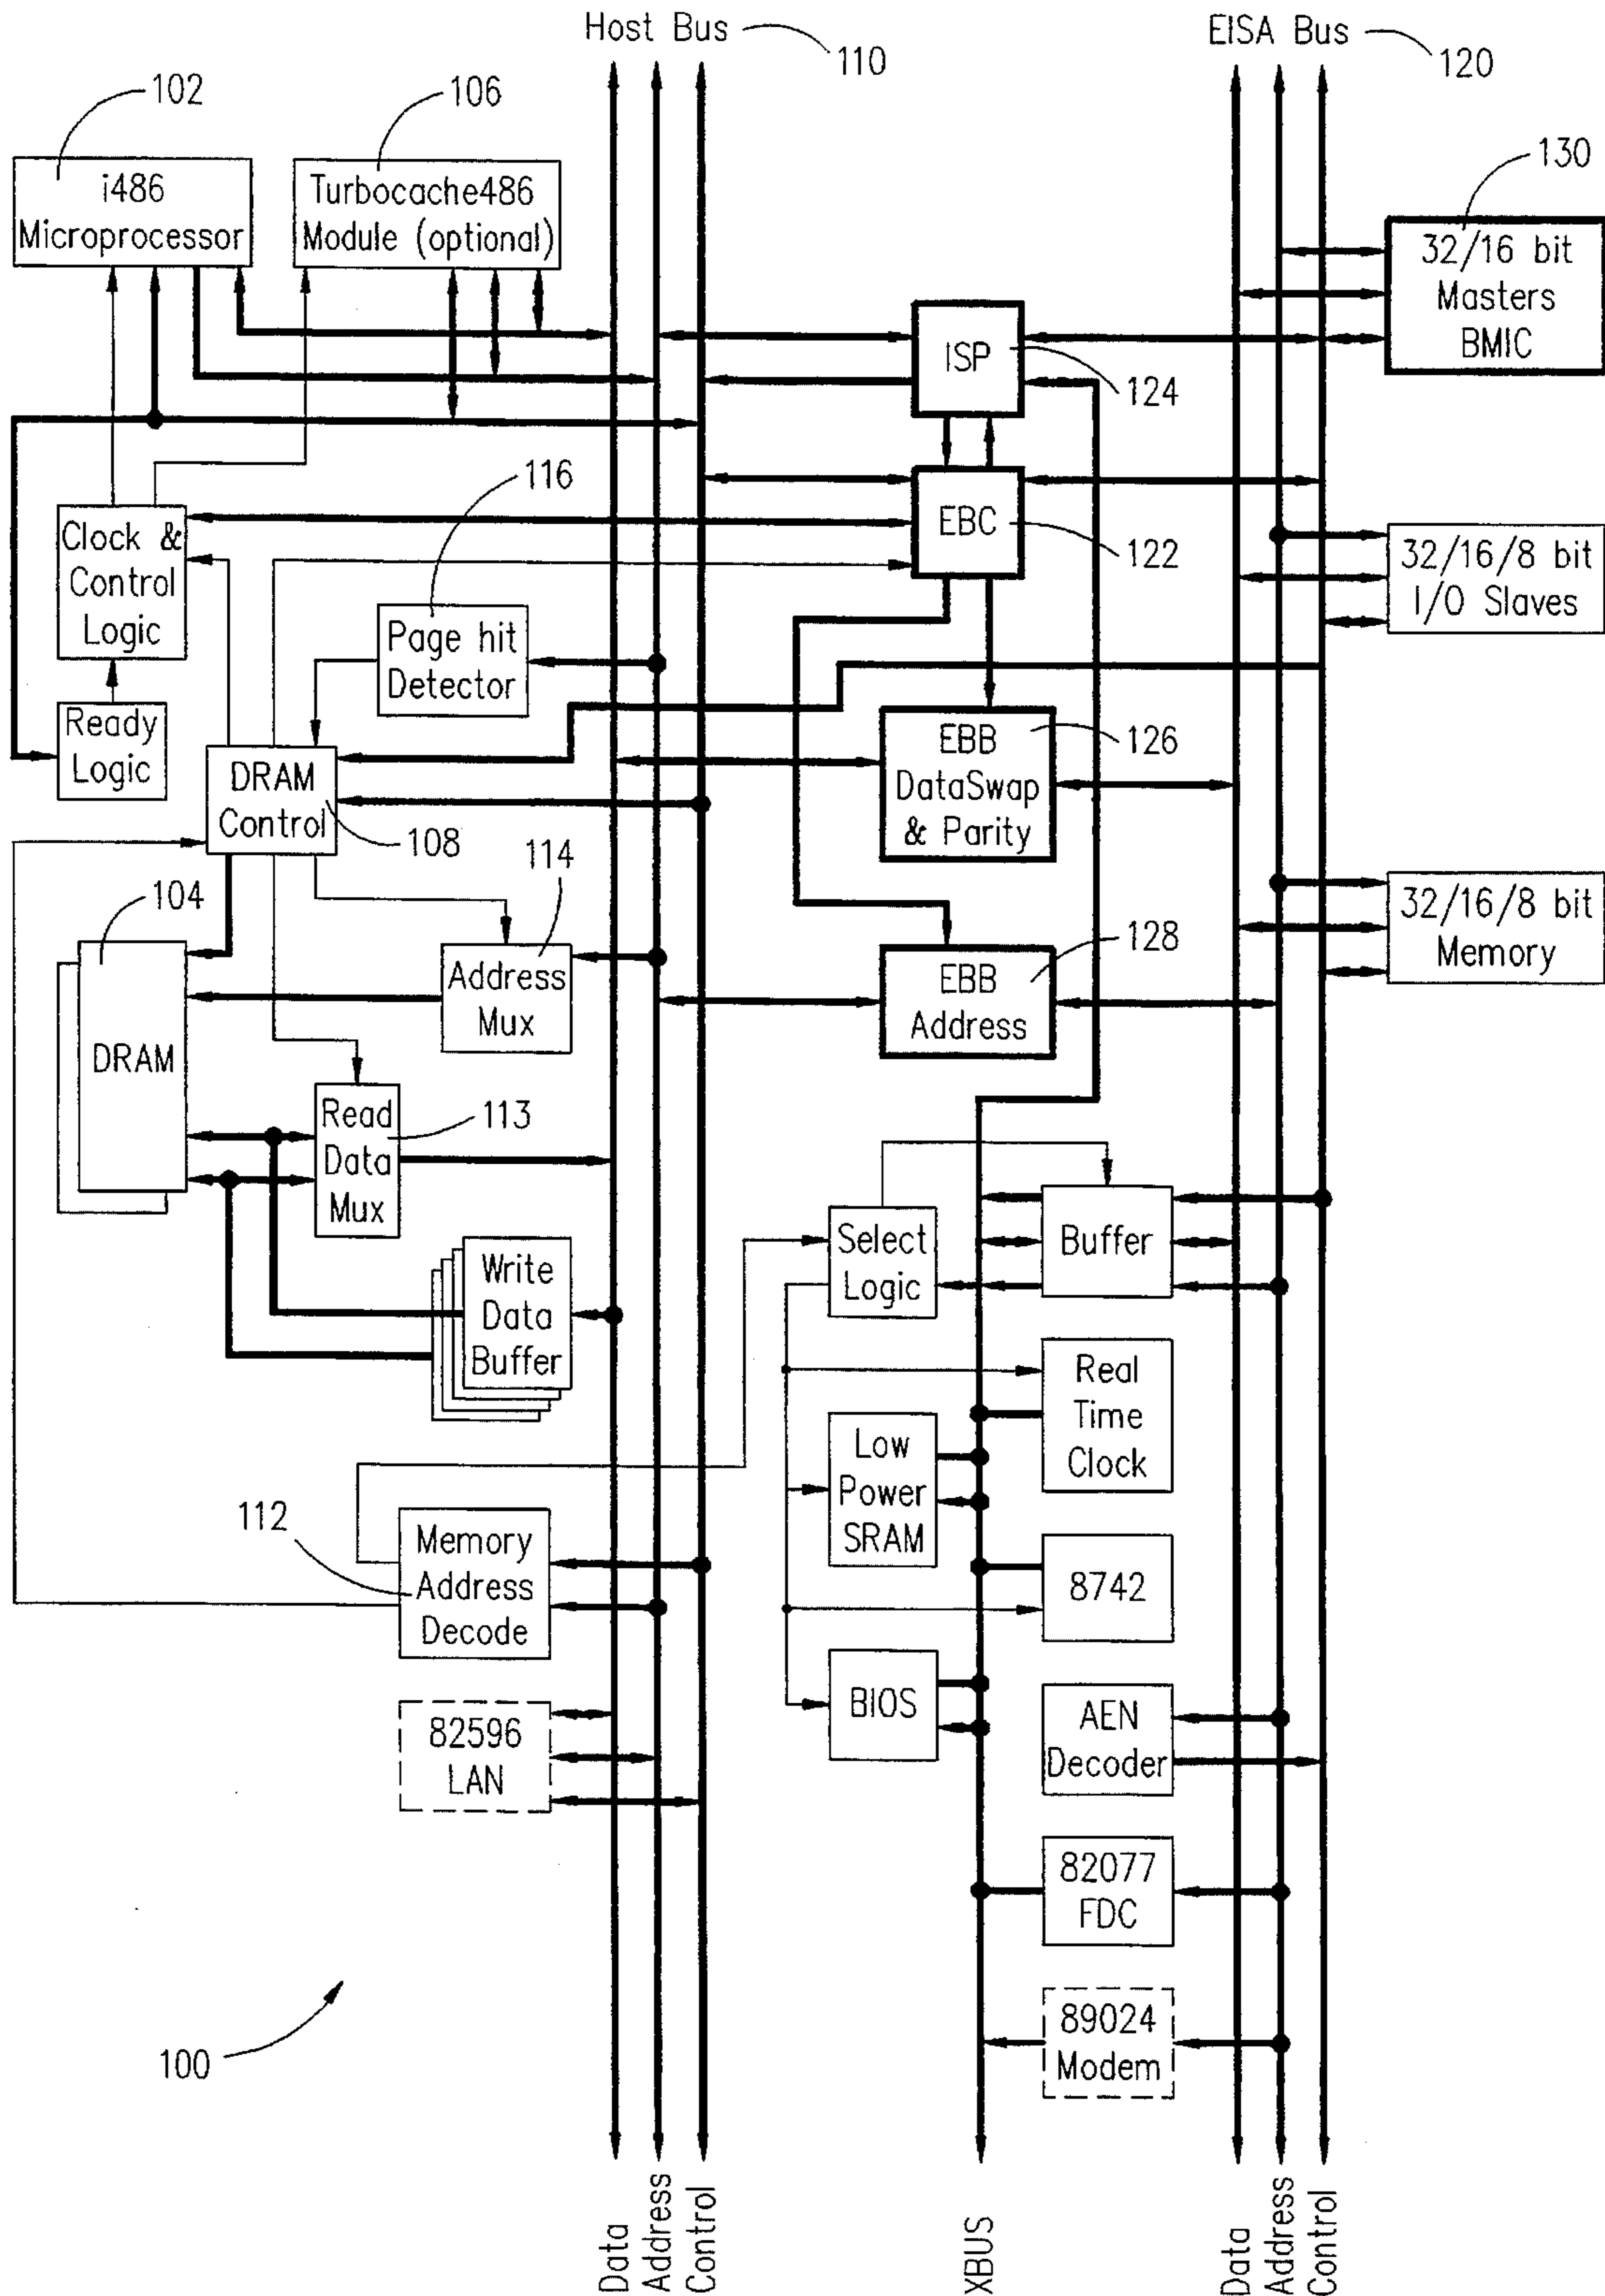 Host Bus
110
EISA Bus
120
102
106
130
i486
Microprocessor
Turbocache486
Module (optional)
32/16 bit
Masters
BMIC
ISP
124
116
EBC
122
Clock &
Control
Logic
32/16/8 bit
I/O Slaves
Page hit
Detector
Ready
Logic
EBB
DataSwap
& Parity
126
DRAM
Control
108
114
104
32/16/8 bit
Memory
128
Address
Mux
EBB
Address
DRAM
Read
Data
Mux
113
Select
Logic
Buffer
Write
Data
Buffer
Real
Time
Clock
Low
Power
SRAM
112
Memory
Address
Decode
8742
BIOS
82596
LAN
AEN
Decoder
82077
FDC
89024
Modem
100
Data
Address
Control
XBUS
Data
Address
Control